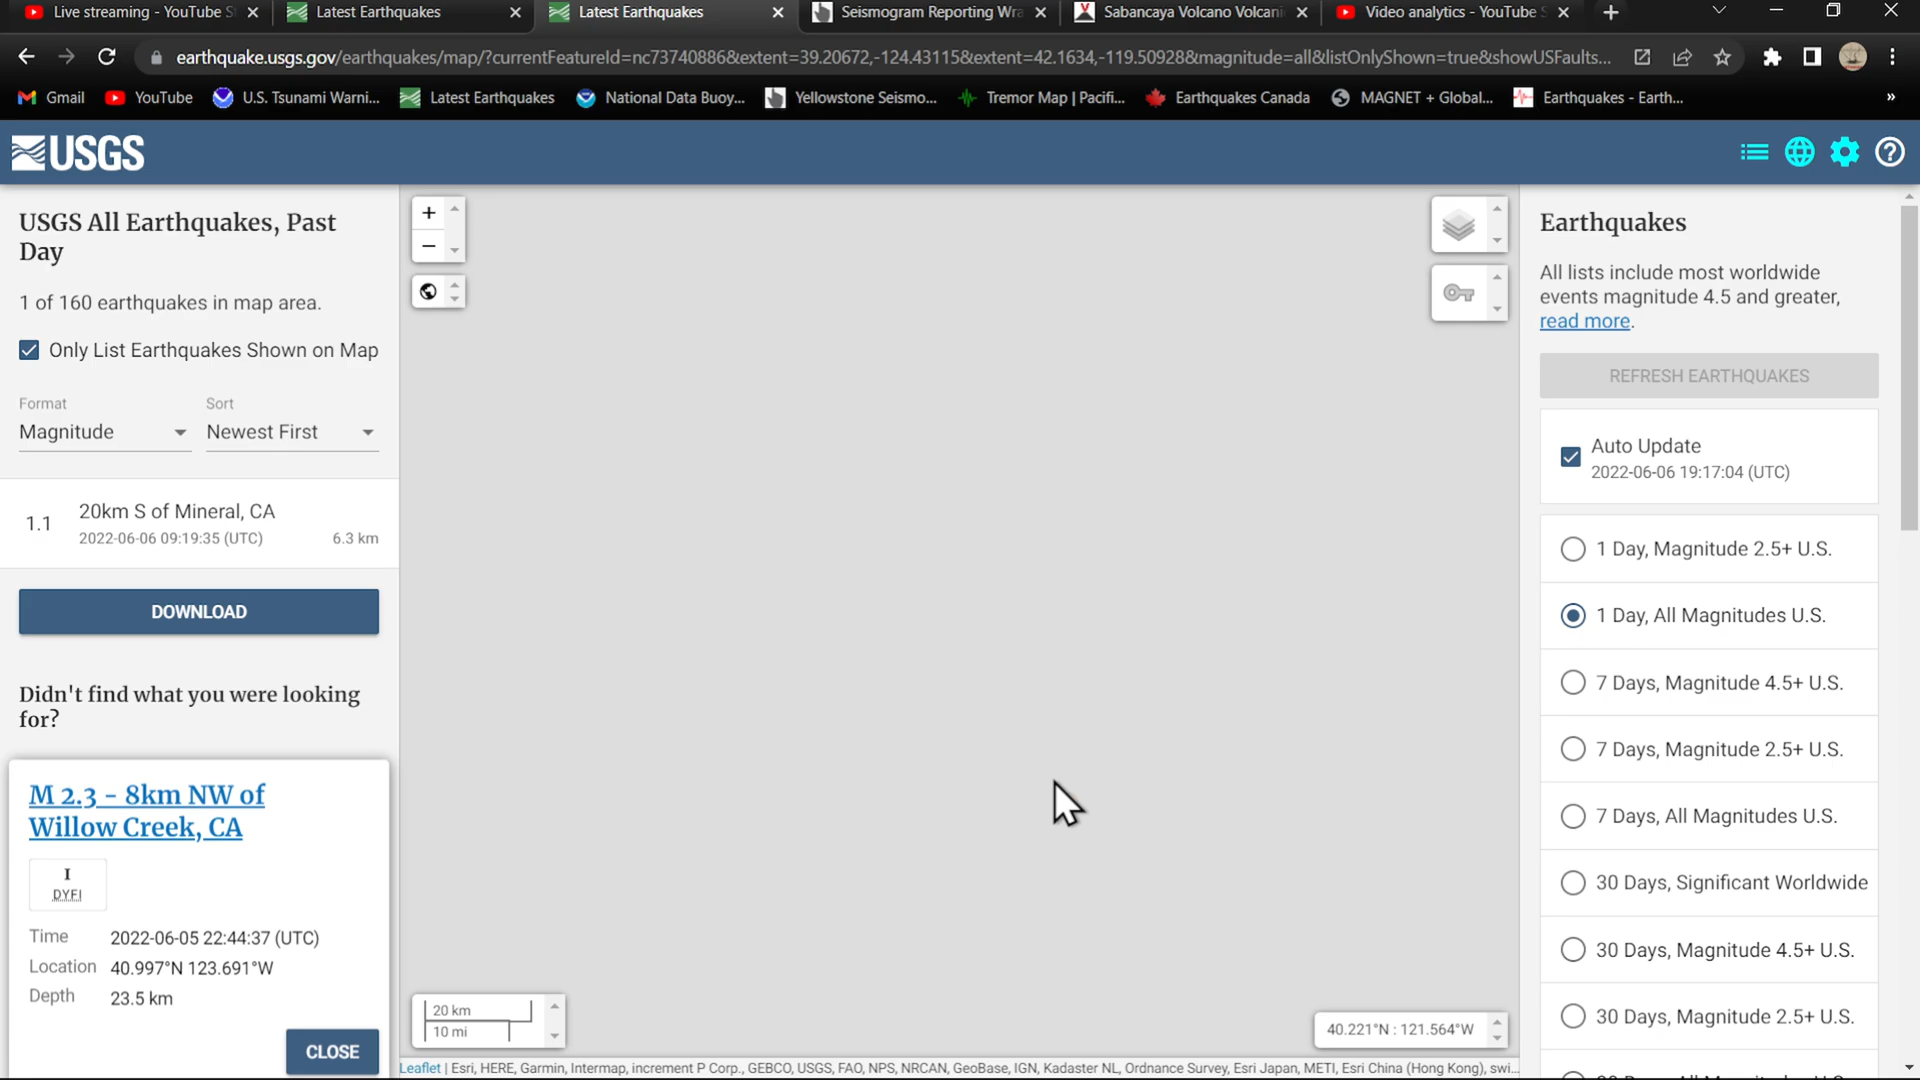 Live streaming - YouTube S
Latest Earthquakes
Latest Earthquakes
Seismogram Reporting Wra
Sabancaya Volcano Volcani
Video analytics - YouTube S
earthquake.usgs.gov/earthquakes/map/?currentFeatureId=nc73740886&extent=39.20672,-124.43115&extent=42.1634,-119.50928&magnitude=all&listOnlyShown=true&showUSFaults...
Gmail
YouTube
U.S. Tsunami Warni...
Latest Earthquakes
National Data Buoy...
Yellowstone Seismo...
Tremor Map | Pacifi...
Earthquakes Canada
MAGNET + Global...
Earthquakes - Earth...
»
USGS
USGS All Earthquakes, Past
Day
1 of 160 earthquakes in map area.
Only List Earthquakes Shown on Map
Format
Sort
Magnitude
Newest First
1.1
20km S of Mineral, CA
2022-06-06 09:19:35 (UTC)
6.3 km
DOWNLOAD
Didn't find what you were looking
for?
M 2.3 - 8km NW of
Willow Creek, CA
I
DYFI
Time 2022-06-05 22:44:37 (UTC)
Location 40.997°N 123.691°W
Depth 23.5 km
CLOSE
+
−
20 km
10 mi
40.221°N : 121.564°W
Leaflet | Esri, HERE, Garmin, Intermap, increment P Corp., GEBCO, USGS, FAO, NPS, NRCAN, GeoBase, IGN, Kadaster NL, Ordnance Survey, Esri Japan, METI, Esri China (Hong Kong), swi...
Earthquakes
All lists include most worldwide
events magnitude 4.5 and greater,
read more.
REFRESH EARTHQUAKES
Auto Update
2022-06-06 19:17:04 (UTC)
1 Day, Magnitude 2.5+ U.S.
1 Day, All Magnitudes U.S.
7 Days, Magnitude 4.5+ U.S.
7 Days, Magnitude 2.5+ U.S.
7 Days, All Magnitudes U.S.
30 Days, Significant Worldwide
30 Days, Magnitude 4.5+ U.S.
30 Days, Magnitude 2.5+ U.S.